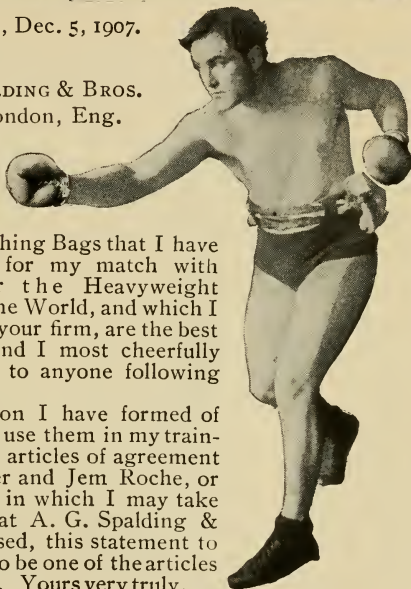 , Dec. 5, 1907.
LDING & BROS.
ondon, Eng.
hing Bags that I have
for my match with
r the Heavyweight
ne World, and which I
your firm, are the best
nd I most cheerfully
to anyone following
on I have formed of
use them in my train-
articles of agreement
er and Jem Roche, or
in which I may take
at A. G. Spalding &
sed, this statement to
o be one of the articles
. Yours very truly,